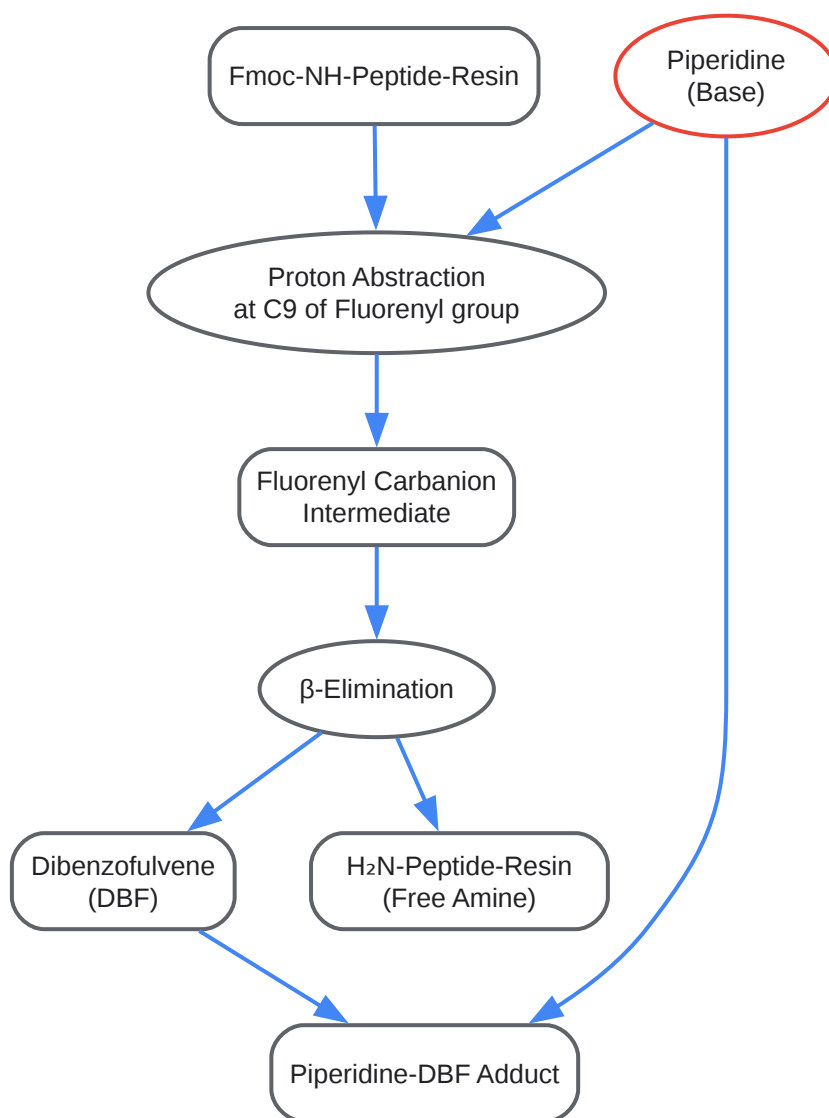 Fmoc-NH-Peptide-Resin
Piperidine
(Base)
Proton Abstraction
at C9 of Fluorenyl group
Fluorenyl Carbanion
Intermediate
β-Elimination
Dibenzofulvene
(DBF)
H₂N-Peptide-Resin
(Free Amine)
Piperidine-DBF Adduct